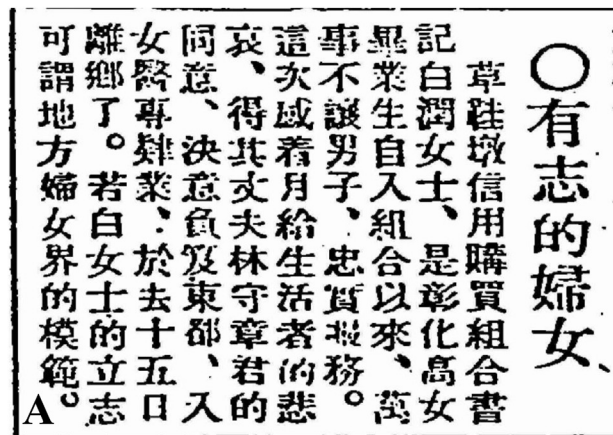 ○有志的婦女、
草鞋墩信用購買組合書
記白潤女士、是彰化高女
畢業生自入組合以來、萬
事不讓男子、忠實服務。
這次感着月給生活者的悲
哀、得其丈夫林守章君的
同意、決意負笈東都、入
女醫專肄業、於去十五日
離鄉了。若白女士的立志
可謂地方婦女界的模範。
A